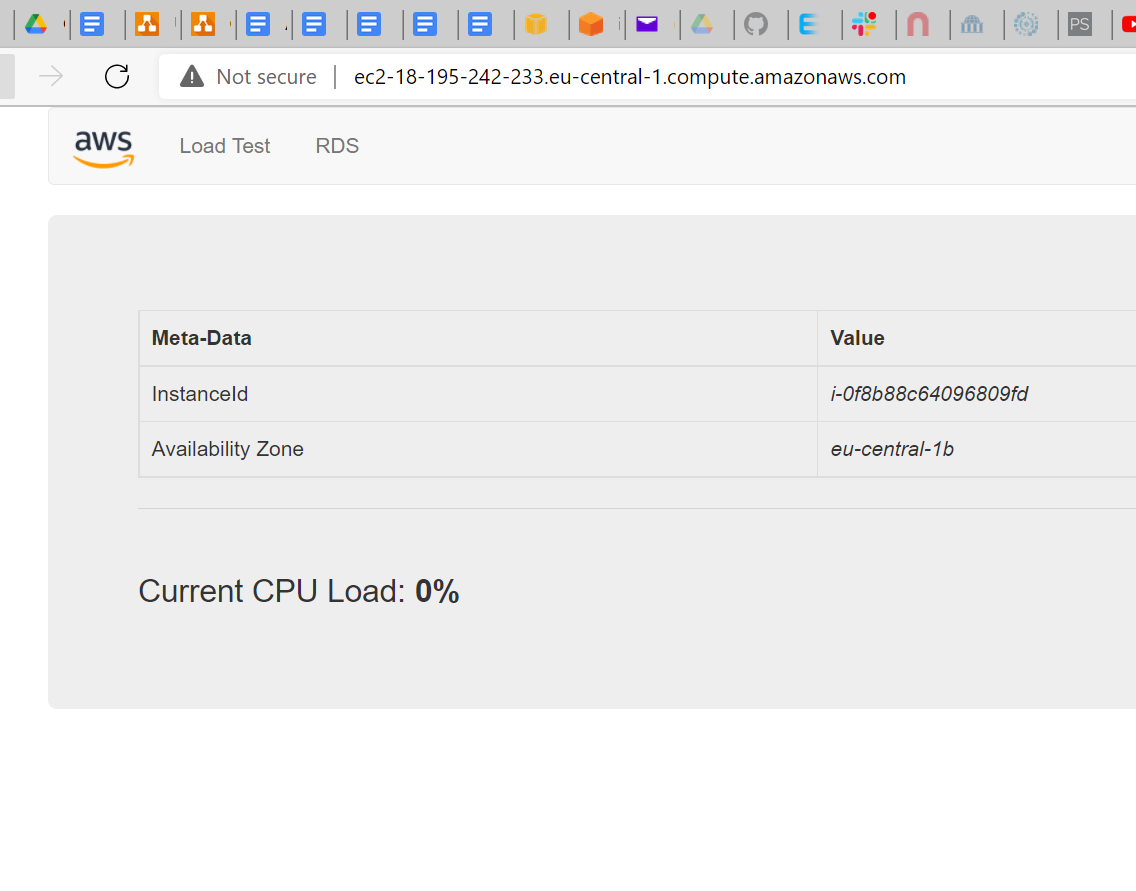 PS
Not secure ec2-18-195-242-233.eu-central-1.compute.amazonaws.com
aws Load Test RDS
Meta-Data Value
InstanceId i-0f8b88c64096809fd
Availability Zone eu-central-1b
Current CPU Load: 0%